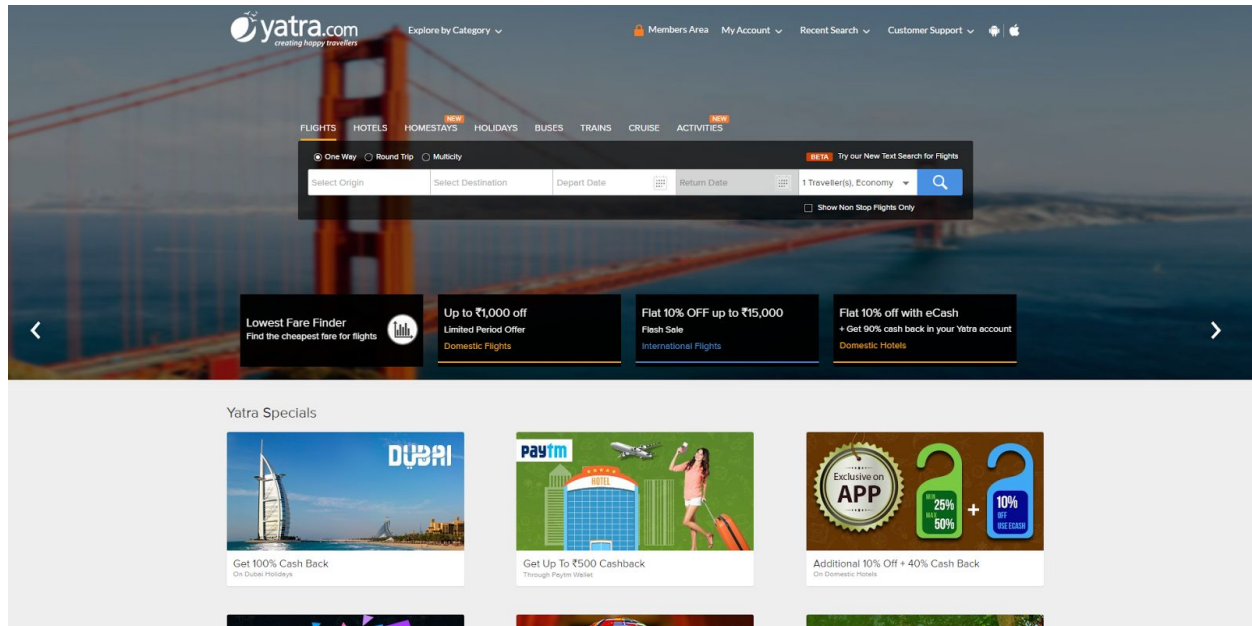 yatra.com
creating happy travellers
Explore by Category
Members Area
My Account
Recent Search
Customer Support
NEW
NEW
FLIGHTS
HOTELS
HOMESTAYS
HOLIDAYS
BUSES
TRAINS
CRUISE
ACTIVITIES
One Way
Round Trip
Multicity
BETA
Try our New Text Search for Flights
Select Origin
Select Destination
Depart Date
Return Date
1 Traveller(s), Economy
Show Non Stop Flights Only
Lowest Fare Finder
Find the cheapest fare for flights
Up to ₹1,000 off
Limited Period Offer
Domestic Flights
Flat 10% OFF up to ₹15,000
Flash Sale
International Flights
Flat 10% off with eCash
+ Get 90% cash back in your Yatra account
Domestic Hotels
Yatra Specials
DUBAI
Get 100% Cash Back
On Dubai Holidays
Paytm
HOTEL
Get Up To ₹500 Cashback
Through Paytm Wallet
Exclusive on
APP
MIN
25%
MAX
50%
+
10%
OFF
USE ECASH
Additional 10% Off + 40% Cash Back
On Domestic Hotels